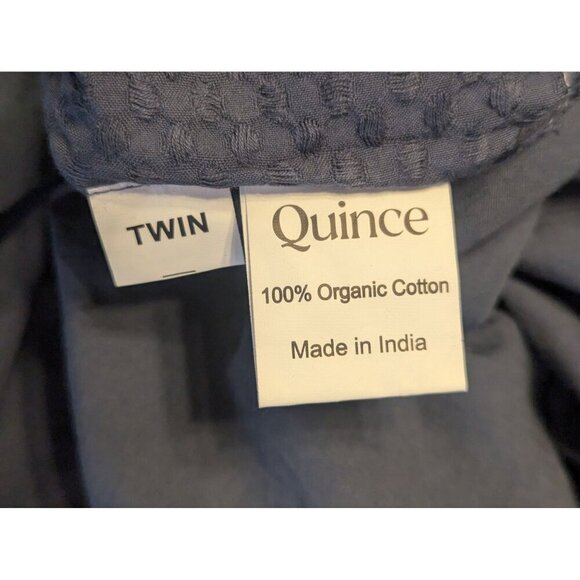 TWIN
Quince
100% Organic Cotton
Made in India